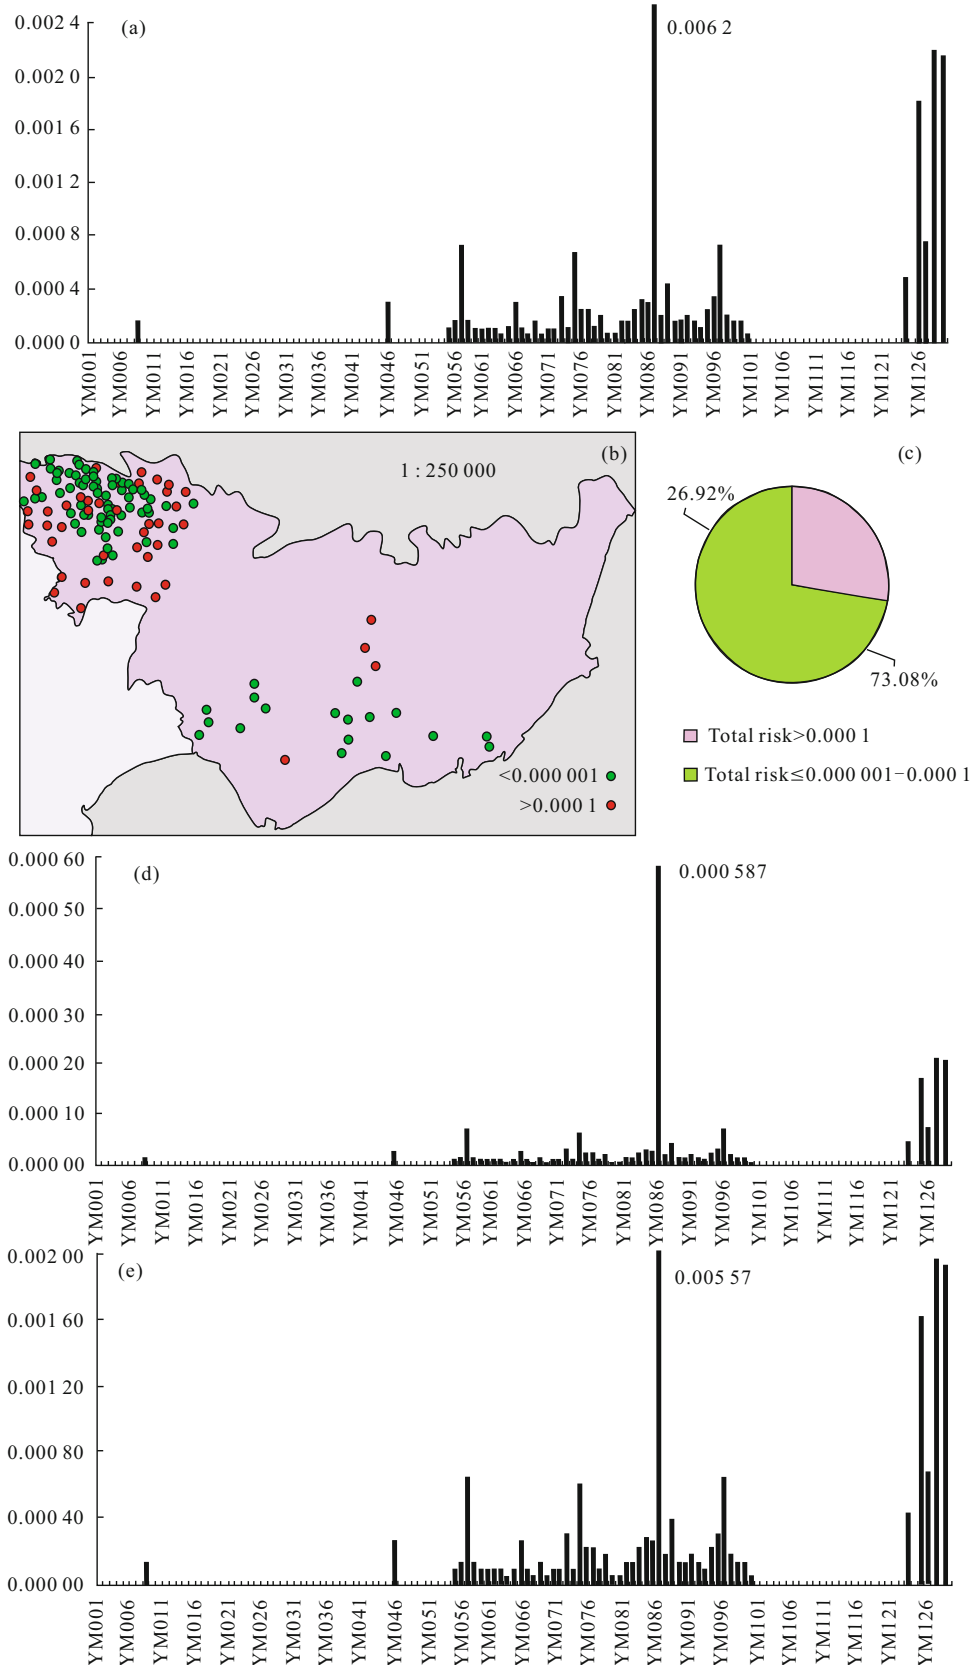 (a)
0.006 2
0.002 4
0.002 0
0.001 6
0.001 2
0.000 8
0.000 4
0.000 0
YM001 YM006 YM011 YM016 YM021 YM026 YM031 YM036 YM041 YM046 YM051 YM056 YM061 YM066 YM071 YM076 YM081 YM086 YM091 YM096 YM101 YM106 YM111 YM116 YM121 YM126
(b)
1 : 250 000
<0.000 001
>0.000 1
(c)
26.92%
73.08%
Total risk>0.000 1
Total risk≤0.000 001−0.000 1
(d)
0.000 587
0.000 60
0.000 50
0.000 40
0.000 30
0.000 20
0.000 10
0.000 00
YM001 YM006 YM011 YM016 YM021 YM026 YM031 YM036 YM041 YM046 YM051 YM056 YM061 YM066 YM071 YM076 YM081 YM086 YM091 YM096 YM101 YM106 YM111 YM116 YM121 YM126
(e)
0.005 57
0.002 00
0.001 60
0.001 20
0.000 80
0.000 40
0.000 00
YM001 YM006 YM011 YM016 YM021 YM026 YM031 YM036 YM041 YM046 YM051 YM056 YM061 YM066 YM071 YM076 YM081 YM086 YM091 YM096 YM101 YM106 YM111 YM116 YM121 YM126